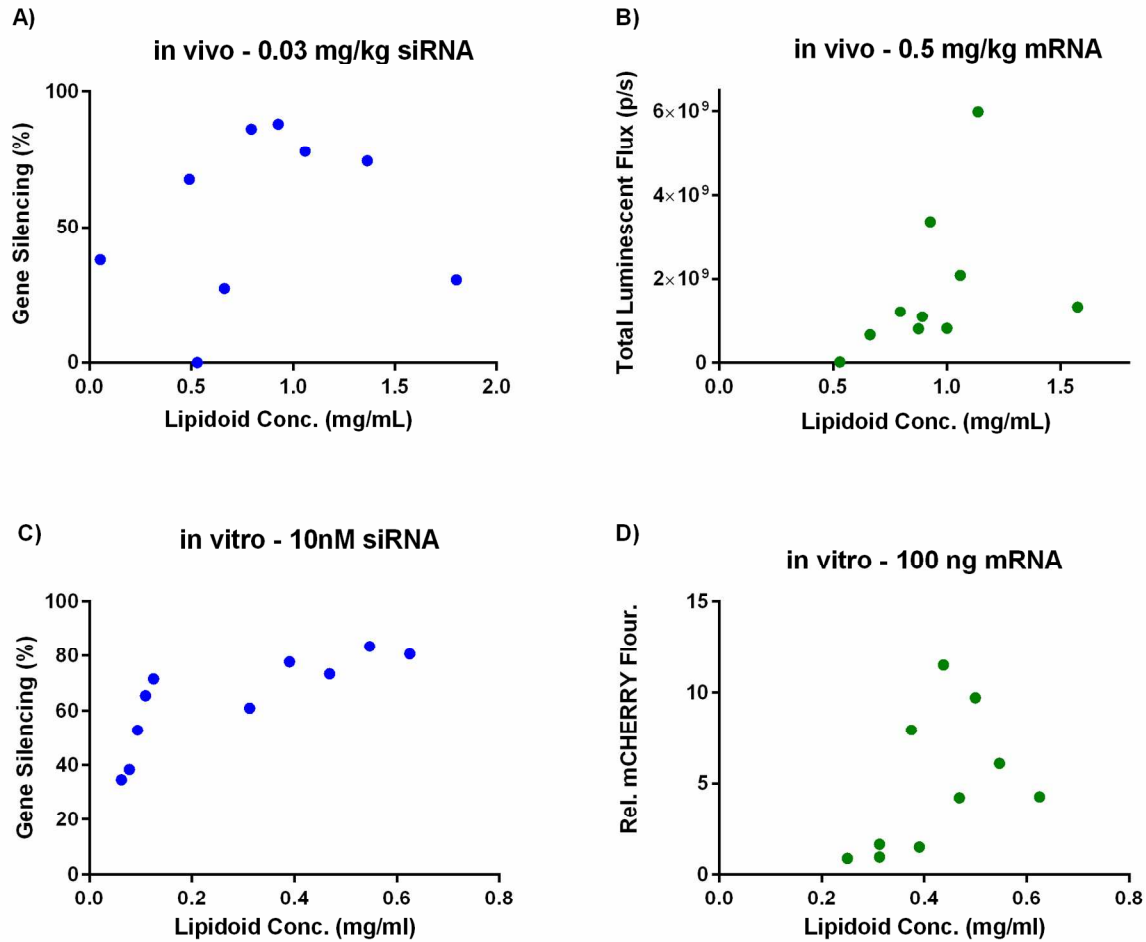 A)
in vivo - 0.03 mg/kg siRNA
Gene Silencing (%)
100
50
0
0.0 0.5 1.0 1.5 2.0
Lipidoid Conc. (mg/mL)
B)
in vivo - 0.5 mg/kg mRNA
Total Luminescent Flux (p/s)
6×10⁹
4×10⁹
2×10⁹
0
0.0 0.5 1.0 1.5
Lipidoid Conc. (mg/mL)
C)
in vitro - 10nM siRNA
Gene Silencing (%)
100
80
60
40
20
0
0.0 0.2 0.4 0.6 0.8
Lipidoid Conc. (mg/ml)
D)
in vitro - 100 ng mRNA
Rel. mCHERRY Flour.
15
10
5
0
0.0 0.2 0.4 0.6 0.8
Lipidoid Conc. (mg/ml)